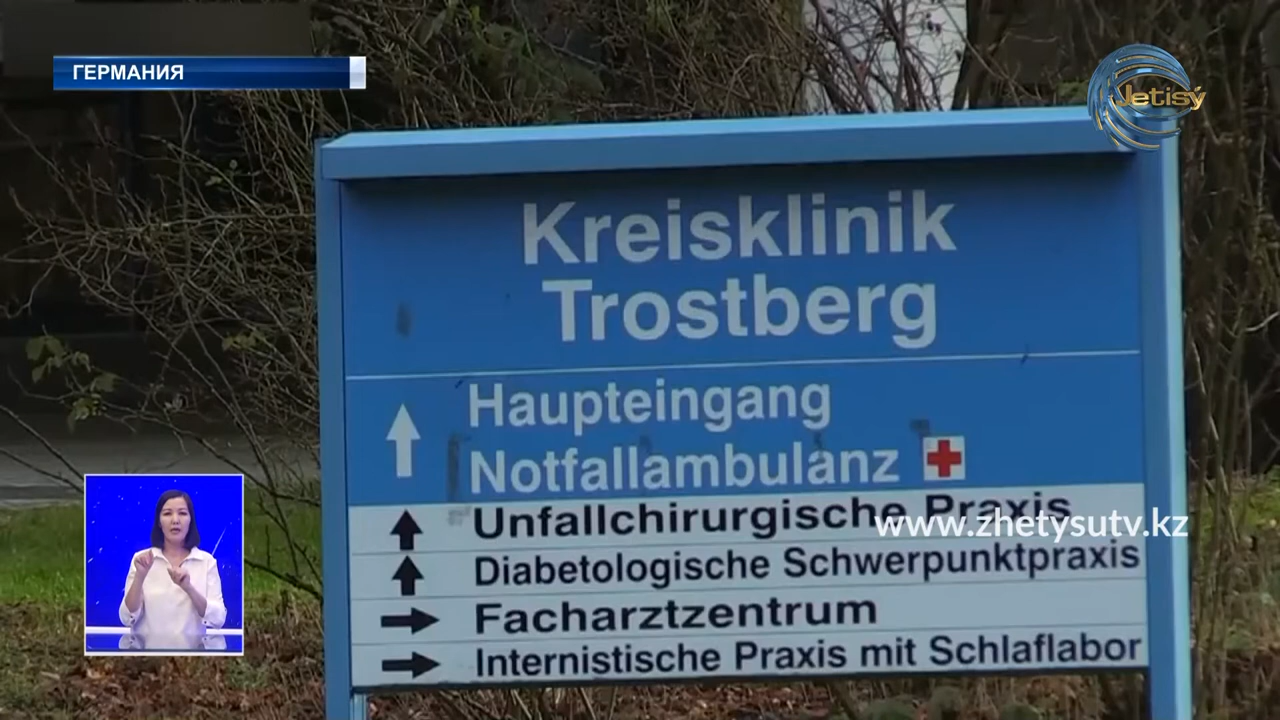 ГЕРМАНИЯ
Jetisý
Kreisklinik
Trostberg
Haupteingang
Notfallambulanz
Unfallchirurgische Praxis
www.zhetysutv.kz
Diabetologische Schwerpunktpraxis
Facharztzentrum
Internistische Praxis mit Schlaflabor